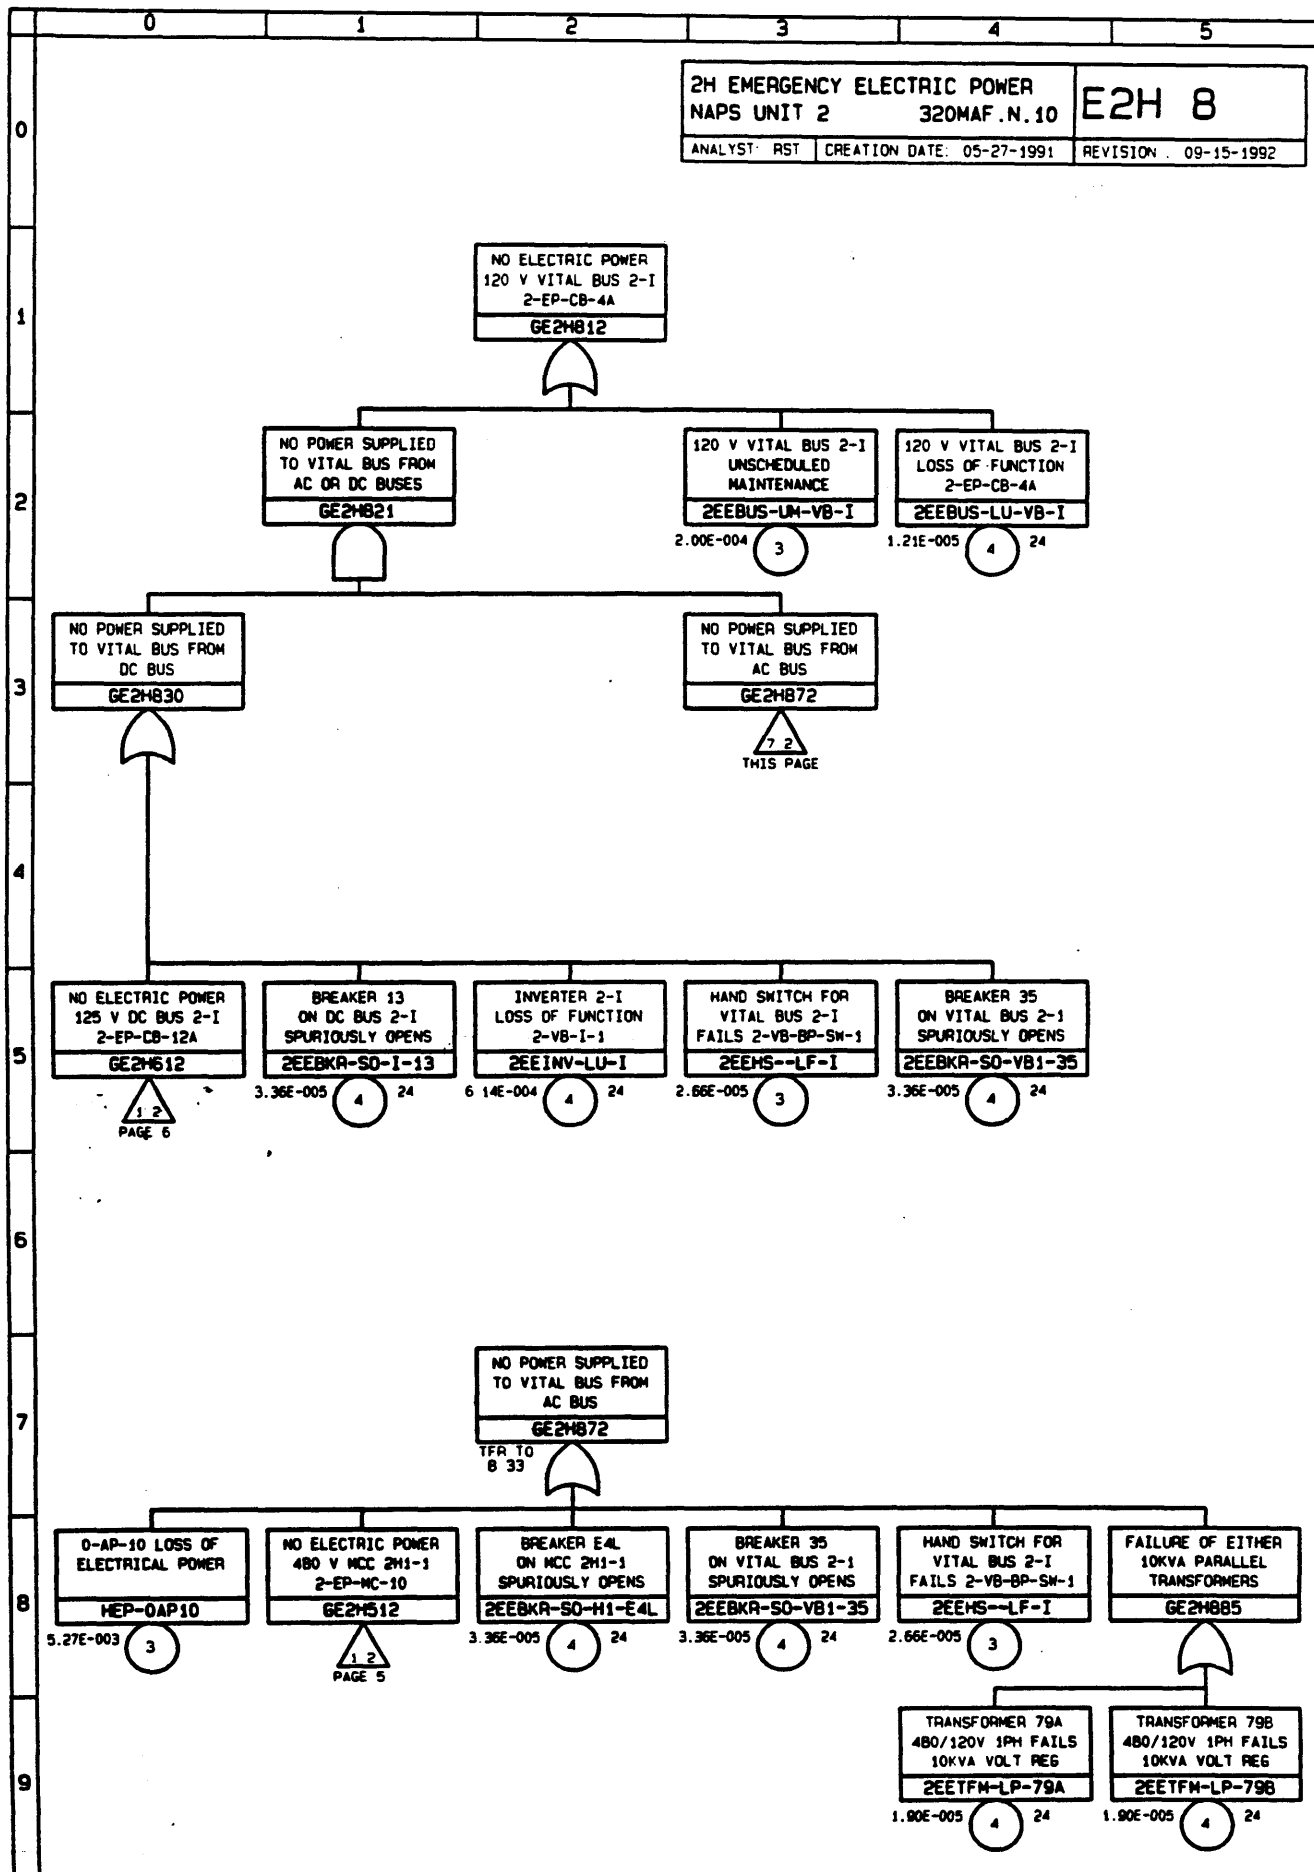 0 1 2 3 4 5
2H EMERGENCY ELECTRIC POWER
NAPS UNIT 2 320MAF.N.10
E2H 8
ANALYST: RST CREATION DATE: 05-27-1991 REVISION . 09-15-1992
0
NO ELECTRIC POWER
120 V VITAL BUS 2-I
2-EP-CB-4A
GE2H812
1
NO POWER SUPPLIED
TO VITAL BUS FROM
AC OR DC BUSES
GE2H821
120 V VITAL BUS 2-I
UNSCHEDULED
MAINTENANCE
2EEBUS-UM-VB-I
2.00E-004 3
120 V VITAL BUS 2-I
LOSS OF FUNCTION
2-EP-CB-4A
2EEBUS-LU-VB-I
1.21E-005 4 24
2
NO POWER SUPPLIED
TO VITAL BUS FROM
DC BUS
GE2H830
NO POWER SUPPLIED
TO VITAL BUS FROM
AC BUS
GE2H872
7 2
THIS PAGE
3
4
NO ELECTRIC POWER
125 V DC BUS 2-I
2-EP-CB-12A
GE2H612
1 2
PAGE 6
BREAKER 13
ON DC BUS 2-I
SPURIOUSLY OPENS
2EEBKR-SO-I-13
3.36E-005 4 24
INVERTER 2-I
LOSS OF FUNCTION
2-VB-I-1
2EEINV-LU-I
6 14E-004 4 24
HAND SWITCH FOR
VITAL BUS 2-I
FAILS 2-VB-BP-SW-1
2EEHS--LF-I
2.66E-005 3
BREAKER 35
ON VITAL BUS 2-1
SPURIOUSLY OPENS
2EEBKR-SO-VB1-35
3.36E-005 4 24
5
6
NO POWER SUPPLIED
TO VITAL BUS FROM
AC BUS
GE2H872
TFR TO
8 33
7
0-AP-10 LOSS OF
ELECTRICAL POWER
HEP-0AP10
5.27E-003 3
NO ELECTRIC POWER
480 V MCC 2H1-1
2-EP-MC-10
GE2H512
1 2
PAGE 5
BREAKER E4L
ON MCC 2H1-1
SPURIOUSLY OPENS
2EEBKR-SO-H1-E4L
3.36E-005 4 24
BREAKER 35
ON VITAL BUS 2-1
SPURIOUSLY OPENS
2EEBKR-SO-VB1-35
3.36E-005 4 24
HAND SWITCH FOR
VITAL BUS 2-I
FAILS 2-VB-BP-SW-1
2EEHS--LF-I
2.66E-005 3
FAILURE OF EITHER
10KVA PARALLEL
TRANSFORMERS
GE2H885
8
TRANSFORMER 79A
480/120V 1PH FAILS
10KVA VOLT REG
2EETFM-LP-79A
1.90E-005 4 24
TRANSFORMER 79B
480/120V 1PH FAILS
10KVA VOLT REG
2EETFM-LP-79B
1.90E-005 4 24
9